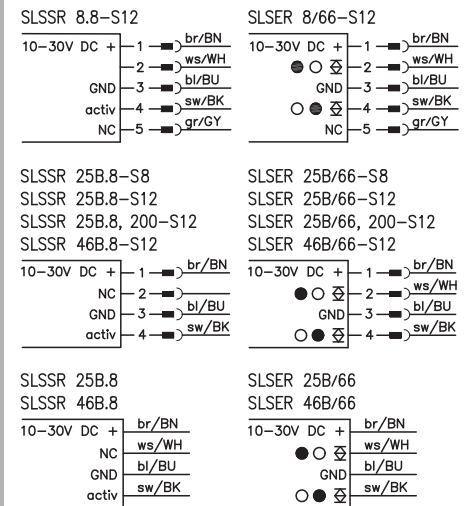 SLSSR 8.8-S12
10-30V DC + 1 br/BN
2 ws/WH
GND 3 bl/BU
activ 4 sw/BK
NC 5 gr/GY
SLSER 8/66-S12
10-30V DC + 1 br/BN
2 ws/WH
GND 3 bl/BU
4 sw/BK
NC 5 gr/GY
SLSSR 25B.8-S8
SLSSR 25B.8-S12
SLSSR 25B.8, 200-S12
SLSSR 46B.8-S12
10-30V DC + 1 br/BN
NC 2
GND 3 bl/BU
activ 4 sw/BK
SLSER 25B/66-S8
SLSER 25B/66-S12
SLSER 25B/66, 200-S12
SLSER 46B/66-S12
10-30V DC + 1 br/BN
2 ws/WH
GND 3 bl/BU
4 sw/BK
SLSSR 25B.8
SLSSR 46B.8
10-30V DC + br/BN
NC ws/WH
GND bl/BU
activ sw/BK
SLSER 25B/66
SLSER 46B/66
10-30V DC + br/BN
ws/WH
GND bl/BU
sw/BK